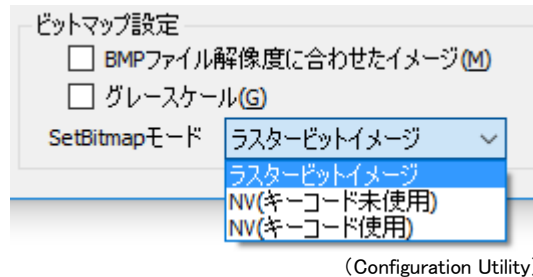 ビットマップ設定
BMPファイル解像度に合わせたイメージ(M)
グレースケール(G)
SetBitmapモード ラスタービットイメージ
ラスタービットイメージ
NV(キーコード未使用)
NV(キーコード使用)
(Configuration Utility)